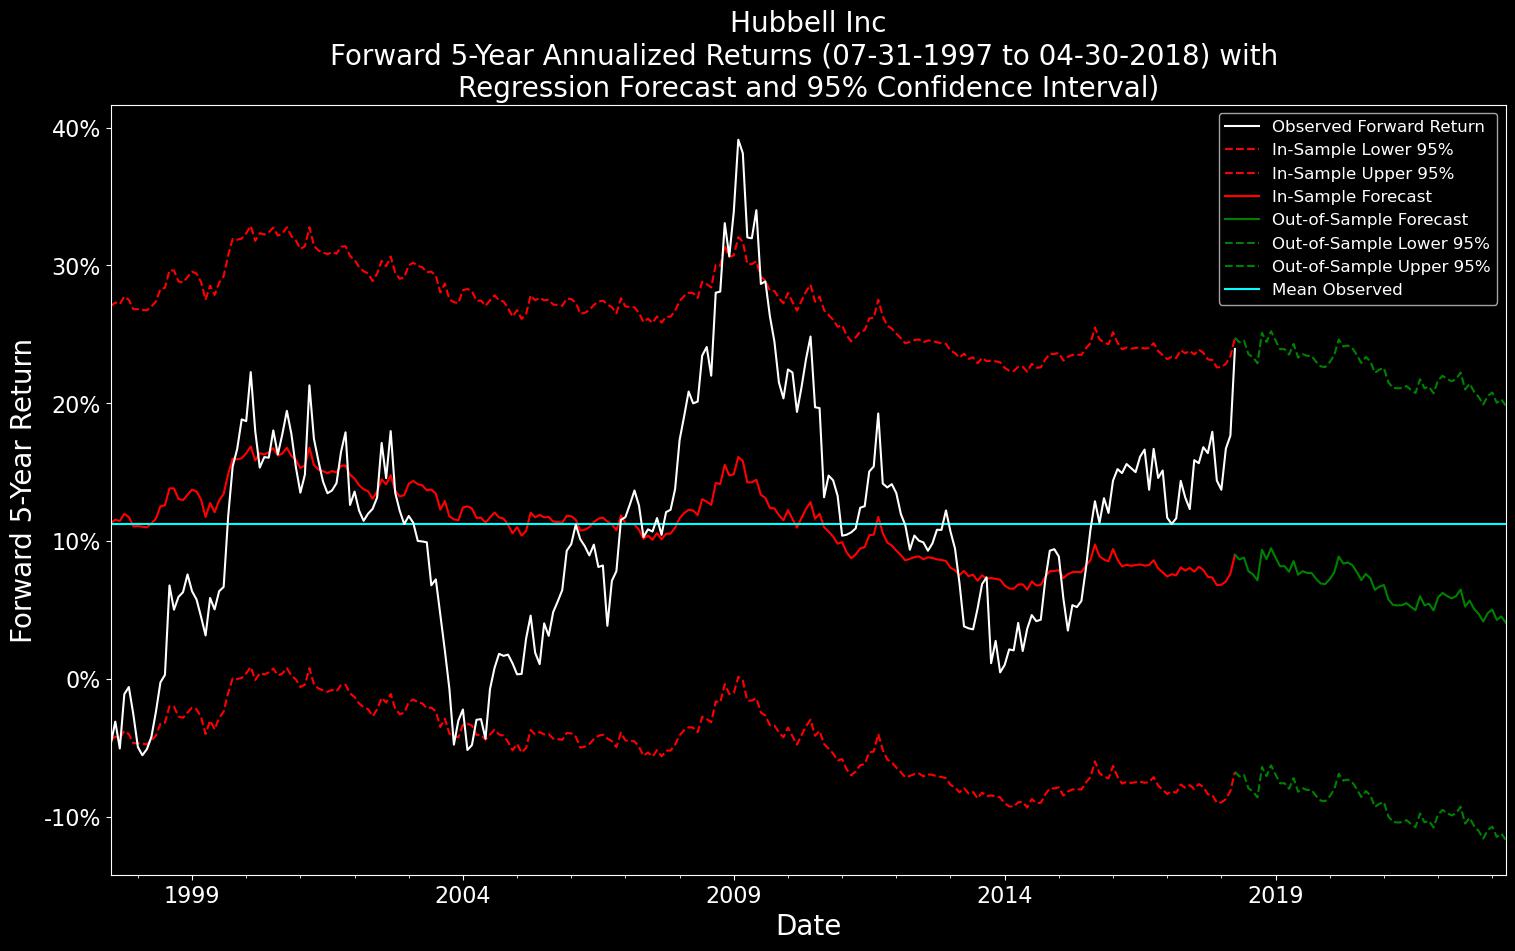 Hubbell Inc
Forward 5-Year Annualized Returns (07-31-1997 to 04-30-2018) with
Regression Forecast and 95% Confidence Interval)
Observed Forward Return
In-Sample Lower 95%
In-Sample Upper 95%
In-Sample Forecast
Out-of-Sample Forecast
Out-of-Sample Lower 95%
Out-of-Sample Upper 95%
Mean Observed
Forward 5-Year Return
40%
30%
20%
10%
0%
-10%
1999
2004
2009
2014
2019
Date